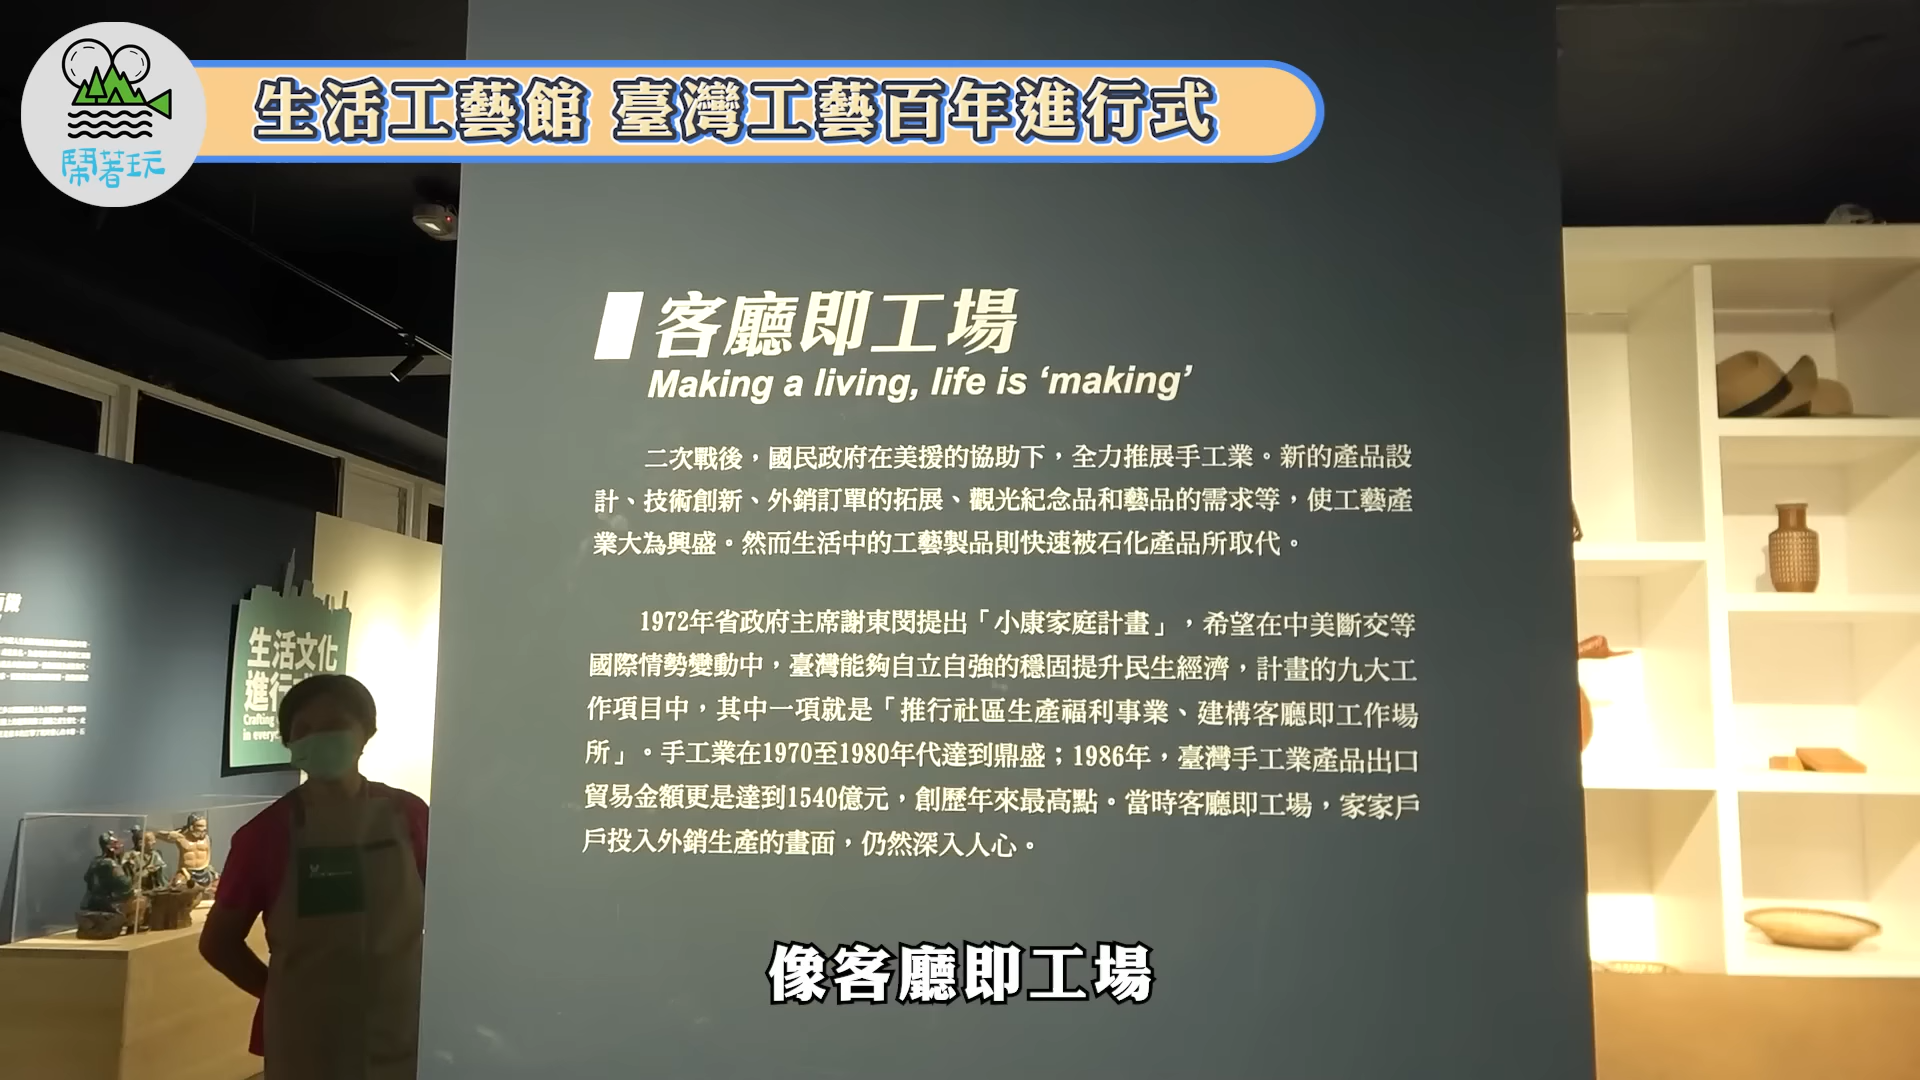 鬧著玩
生活工藝館 臺灣工藝百年進行式
客廳即工場
Making a living, life is ‘making’
二次戰後，國民政府在美援的協助下，全力推展手工業。新的產品設
計、技術創新、外銷訂單的拓展、觀光紀念品和藝品的需求等，使工藝產
業大為興盛。然而生活中的工藝製品則快速被石化產品所取代。
1972年省政府主席謝東閔提出「小康家庭計畫」，希望在中美斷交等
國際情勢變動中，臺灣能夠自立自強的穩固提升民生經濟，計畫的九大工
作項目中，其中一項就是「推行社區生產福利事業、建構客廳即工作場
所」。手工業在1970至1980年代達到鼎盛；1986年，臺灣手工業產品出口
貿易金額更是達到1540億元，創歷年來最高點。當時客廳即工場，家家戶
戶投入外銷生產的畫面，仍然深入人心。
生活文化
進行
Crafting
in every
像客廳即工場